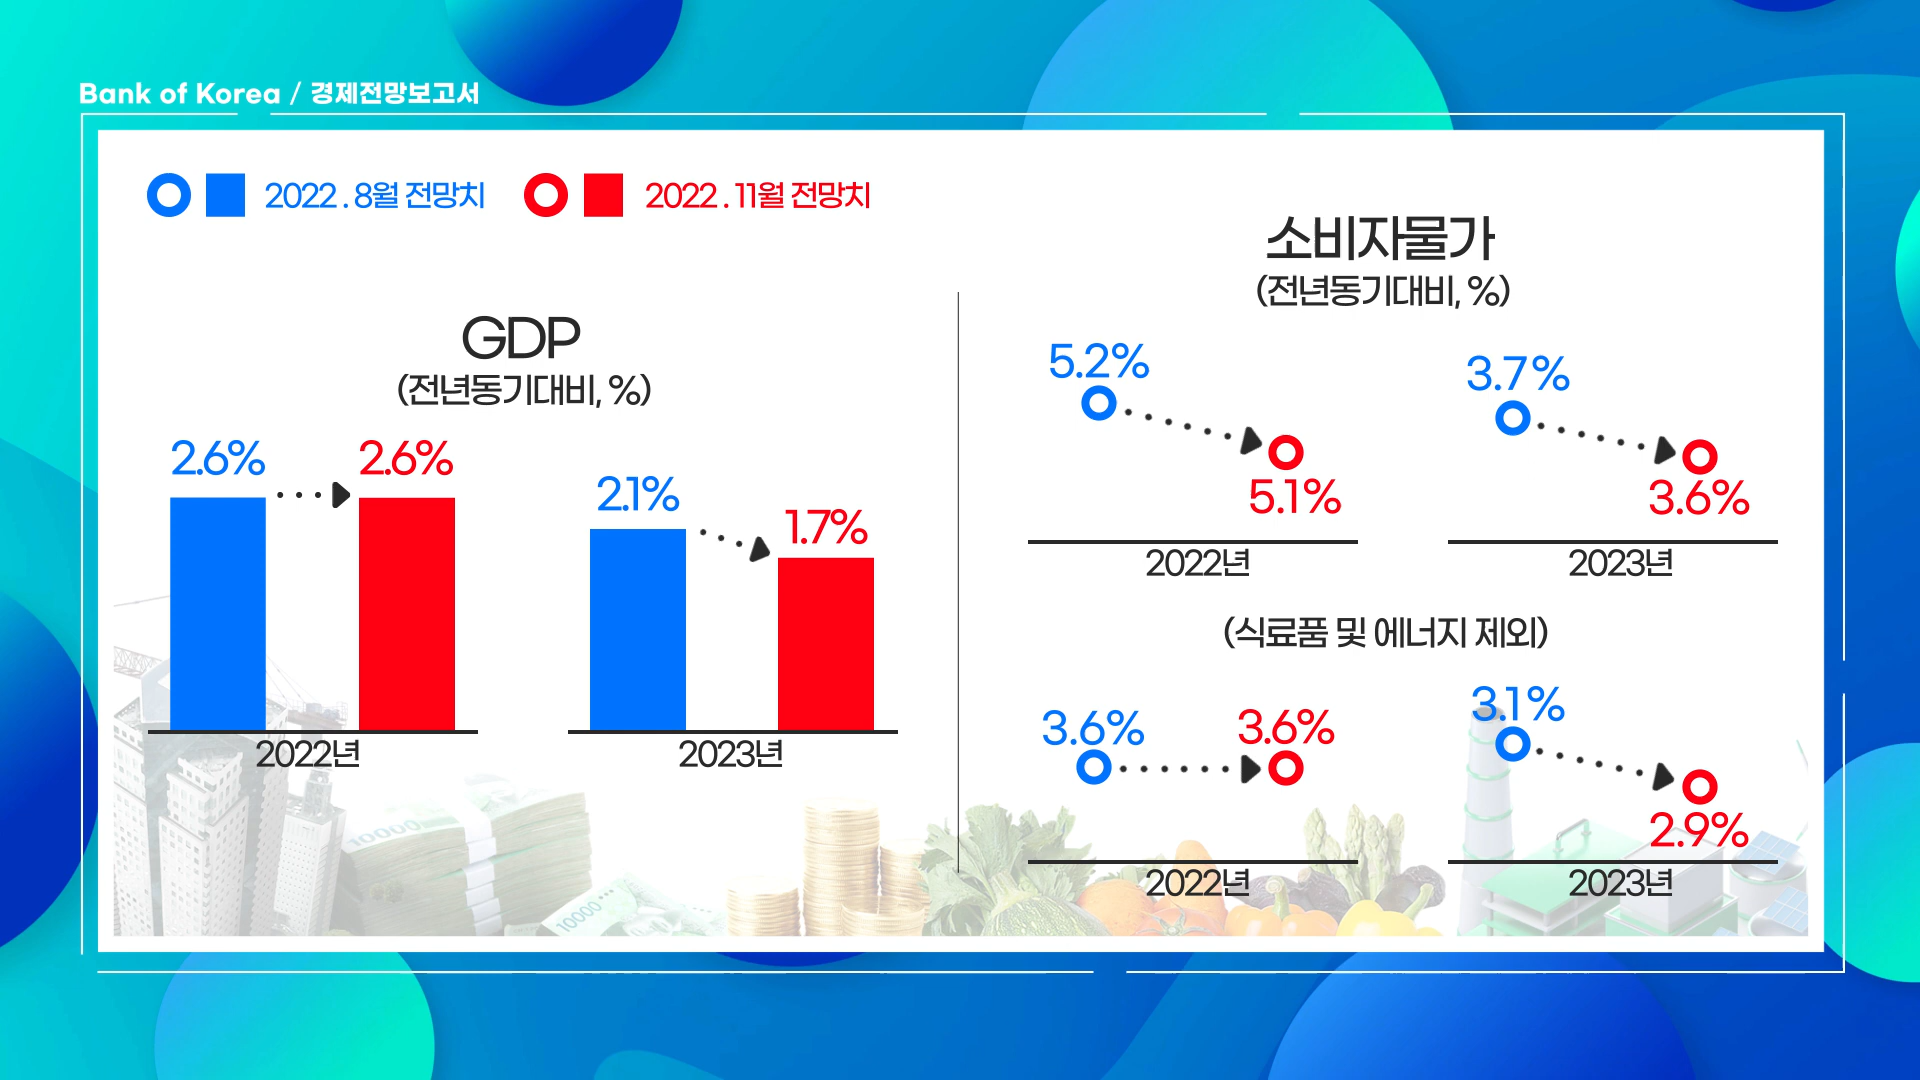 Bank of Korea / 경제전망보고서
2022 . 8월 전망치
2022 . 11월 전망치
GDP
(전년동기대비, %)
2.6%
2.6%
2022년
2.1%
1.7%
2023년
소비자물가
(전년동기대비, %)
5.2%
5.1%
2022년
3.7%
3.6%
2023년
(식료품 및 에너지 제외)
3.6%
3.6%
2022년
3.1%
2.9%
2023년
10000
10000